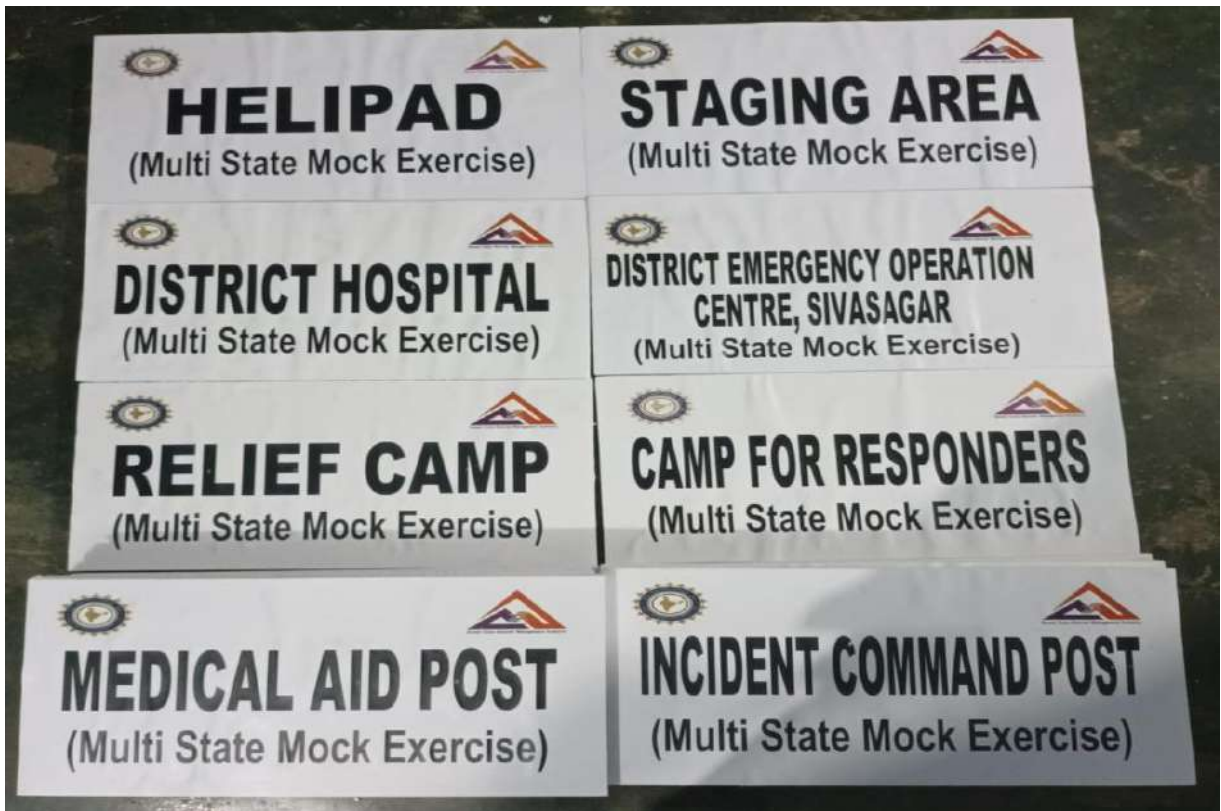 HELIPAD
(Multi State Mock Exercise)
STAGING AREA
(Multi State Mock Exercise)
DISTRICT HOSPITAL
(Multi State Mock Exercise)
DISTRICT EMERGENCY OPERATION
CENTRE, SIVASAGAR
(Multi State Mock Exercise)
RELIEF CAMP
(Multi State Mock Exercise)
CAMP FOR RESPONDERS
(Multi State Mock Exercise)
MEDICAL AID POST
(Multi State Mock Exercise)
INCIDENT COMMAND POST
(Multi State Mock Exercise)